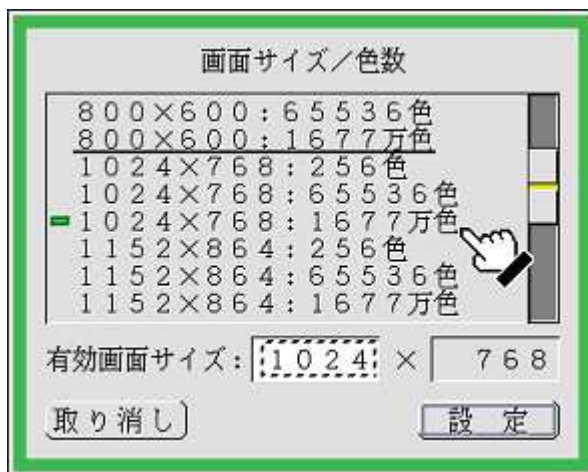 画面サイズ／色数
８００×６００：６５５３６色
８００×６００：１６７７万色
１０２４×７６８：２５６色
１０２４×７６８：６５５３６色
１０２４×７６８：１６７７万色
１１５２×８６４：２５６色
１１５２×８６４：６５５３６色
１１５２×８６４：１６７７万色
有効画面サイズ：１０２４ × ７６８
取り消し 設 定